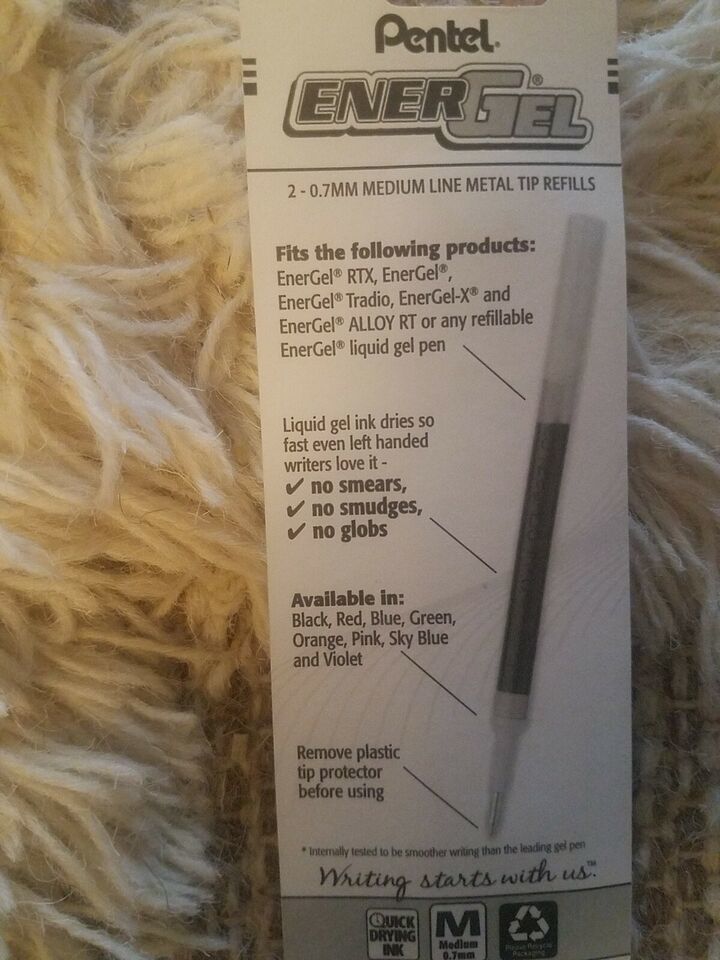 Pentel®
ENERGEL®
2 - 0.7MM MEDIUM LINE METAL TIP REFILLS
Fits the following products:
EnerGel® RTX, EnerGel®,
EnerGel® Tradio, EnerGel-X® and
EnerGel® ALLOY RT or any refillable
EnerGel® liquid gel pen
Liquid gel ink dries so
fast even left handed
writers love it -
✓ no smears,
✓ no smudges,
✓ no globs
Available in:
Black, Red, Blue, Green,
Orange, Pink, Sky Blue
and Violet
Remove plastic
tip protector
before using
* Internally tested to be smoother writing than the leading gel pen
Writing starts with us.™
QUICK
DRYING
INK
M
Medium
0.7mm
Please Recycle
Packaging